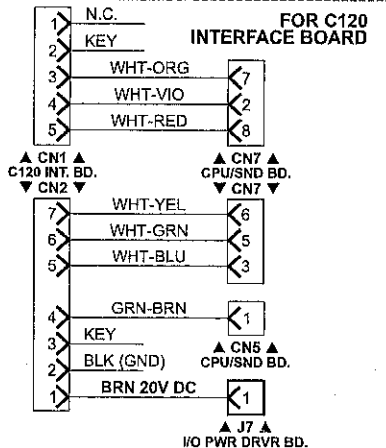 FOR C120
INTERFACE BOARD
1 N.C.
2 KEY
3 WHT-ORG 7
4 WHT-VIO 2
5 WHT-RED 8
▲ CN1 ▲ ▲ CN7 ▲
C120 INT. BD. CPU/SND BD.
▼ CN2 ▼ ▼ CN7 ▼
7 WHT-YEL 6
6 WHT-GRN 5
5 WHT-BLU 3
4 GRN-BRN 1
3 KEY
▲ CN5 ▲
2 BLK (GND)
CPU/SND BD.
1 BRN 20V DC 1
▲ J7 ▲
I/O PWR DRVR BD.